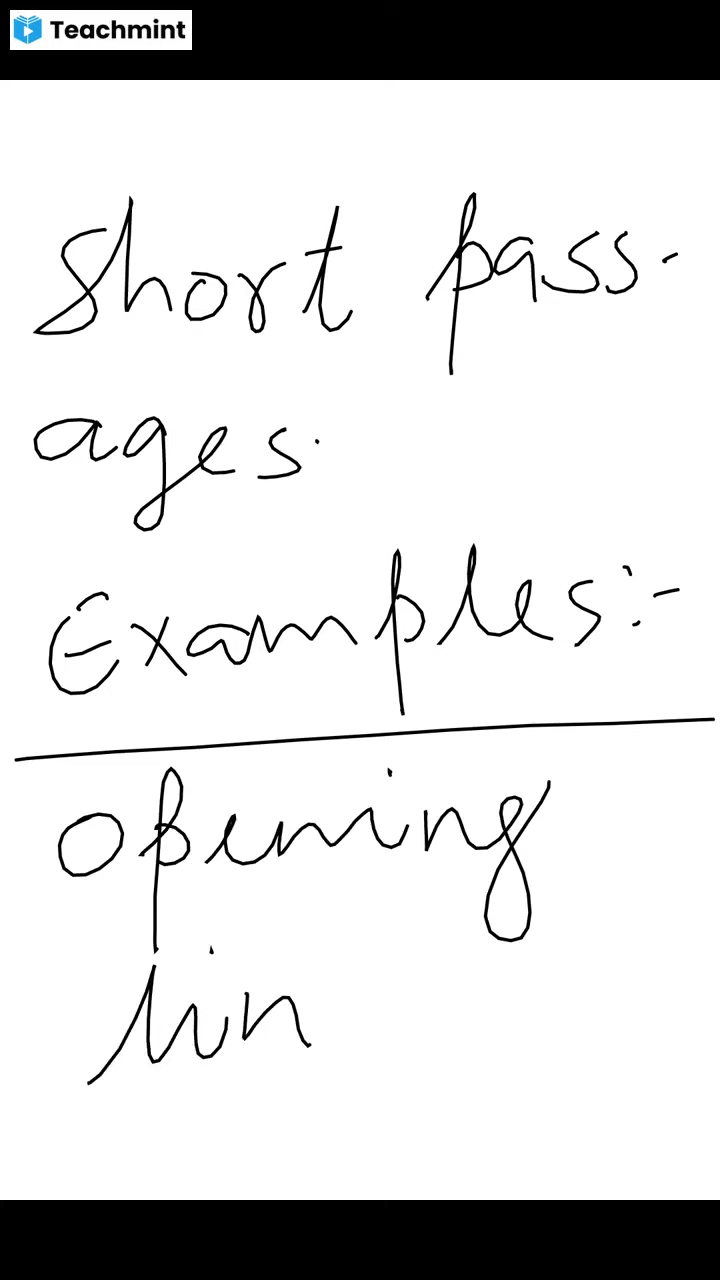 Teachmint
Short pass-
ages.
Examples:-
Opening
lin